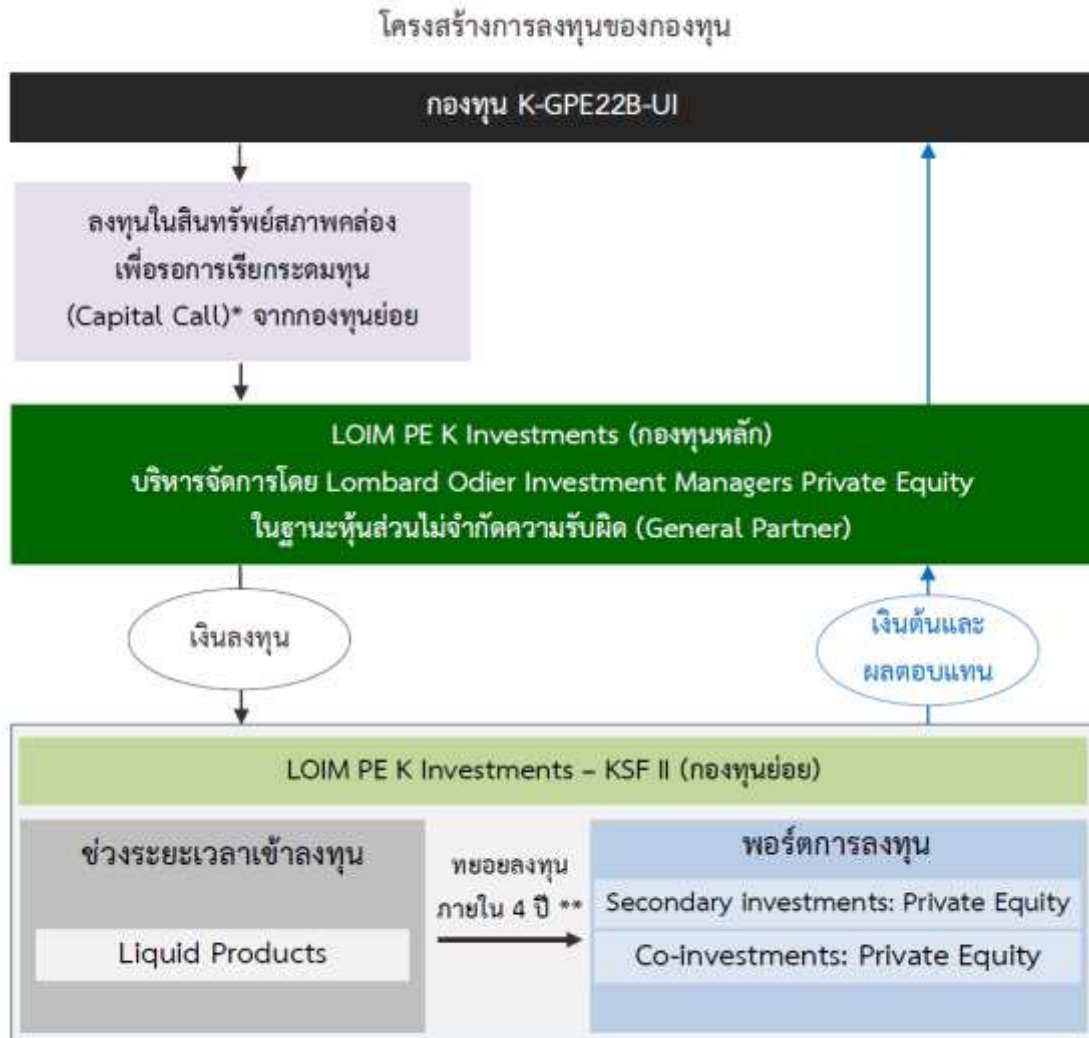 โครงสร้างการลงทุนของกองทุน
กองทุน K-GPE22B-UI
ลงทุนในสินทรัพย์สภาพคล่อง
เพื่อรอการเรียกระดมทุน
(Capital Call)* จากกองทุนย่อย
LOIM PE K Investments (กองทุนหลัก)
บริหารจัดการโดย Lombard Odier Investment Managers Private Equity
ในฐานะหุ้นส่วนไม่จำกัดความรับผิด (General Partner)
เงินลงทุน
เงินต้นและ
ผลตอบแทน
LOIM PE K Investments – KSF II (กองทุนย่อย)
ช่วงระยะเวลาเข้าลงทุน
Liquid Products
ทยอยลงทุน
ภายใน 4 ปี **
พอร์ตการลงทุน
Secondary investments: Private Equity
Co-investments: Private Equity